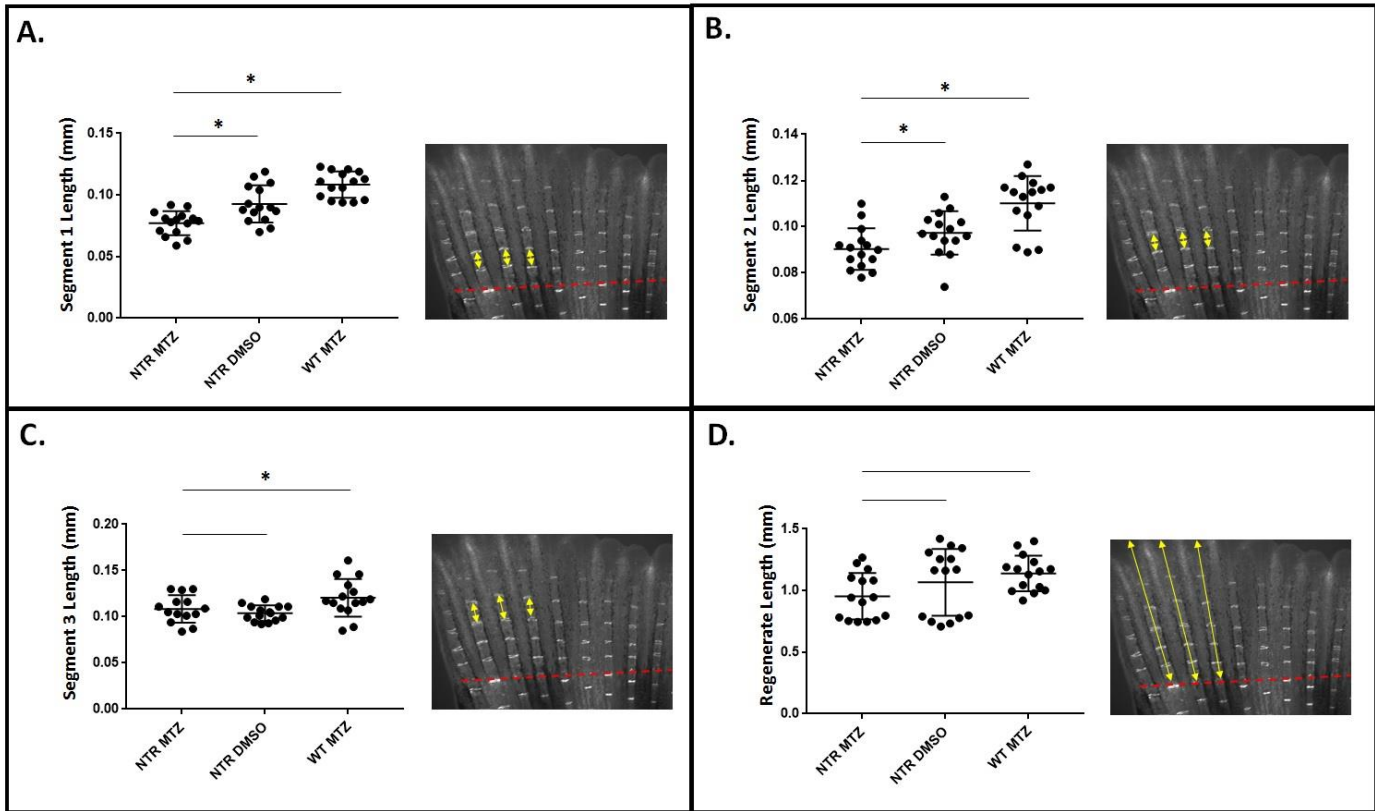 A.
*
*
Segment 1 Length (mm)
0.15
0.10
0.05
0.00
NTR MTZ
NTR DMSO
WT MTZ
B.
*
*
Segment 2 Length (mm)
0.14
0.12
0.10
0.08
0.06
NTR MTZ
NTR DMSO
WT MTZ
C.
*
Segment 3 Length (mm)
0.20
0.15
0.10
0.05
0.00
NTR MTZ
NTR DMSO
WT MTZ
D.
Regenerate Length (mm)
1.5
1.0
0.5
0.0
NTR MTZ
NTR DMSO
WT MTZ